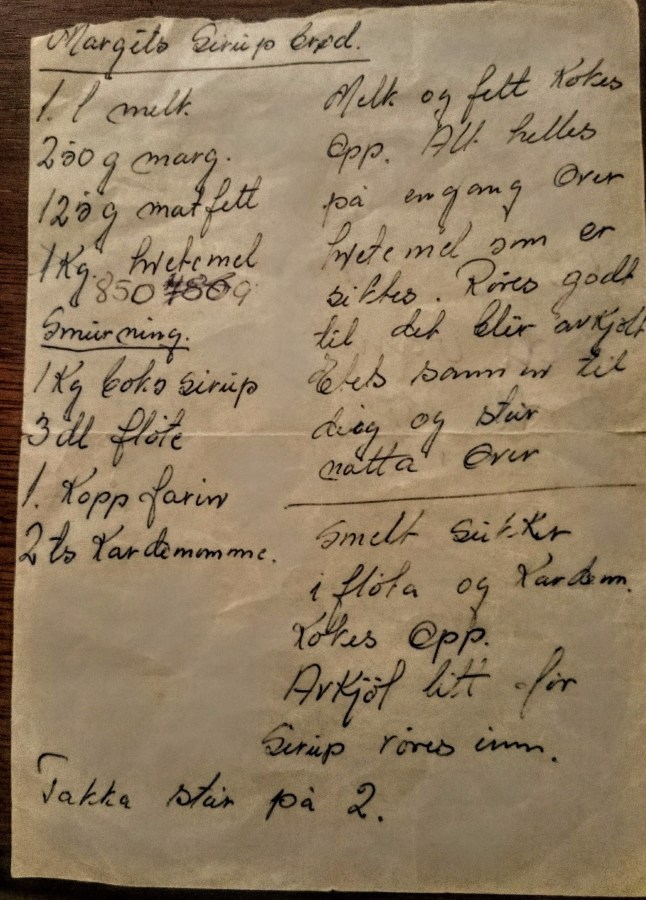 Margits Sirup brød.
1. l melk
250 g marg.
125 g matfett
1 Kg. hvetemel
850 g
Smurning.
1 Kg boks sirup
3 dl fløte
1. Kopp farin
2 ts Kardemomme.
Melk og fett Kokes
opp. Alt helles
på engang over
hvetemel som er
siktes. Røres godt
til det blir avkjølt
Eltes sammen til
deig og står
natta over
Smelt sukker
i fløta og Kardem.
Kokes opp.
Avkjøl litt før
Sirup røres inn.
Takka står på 2.